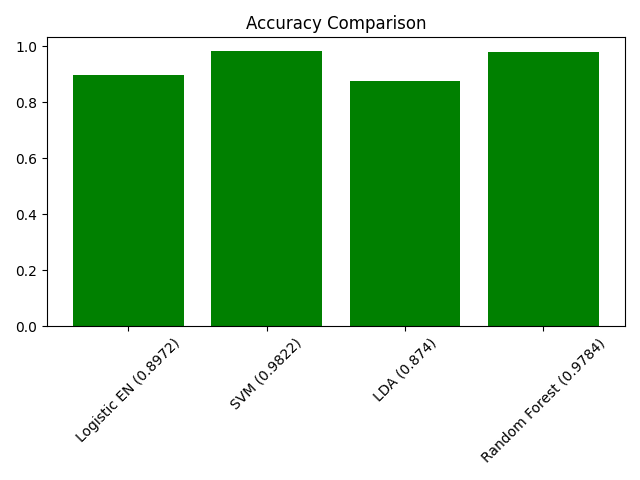 Accuracy Comparison
1.0
0.8
0.6
0.4
0.2
0.0
Logistic EN (0.8972)
SVM (0.9822)
LDA (0.874)
Random Forest (0.9784)